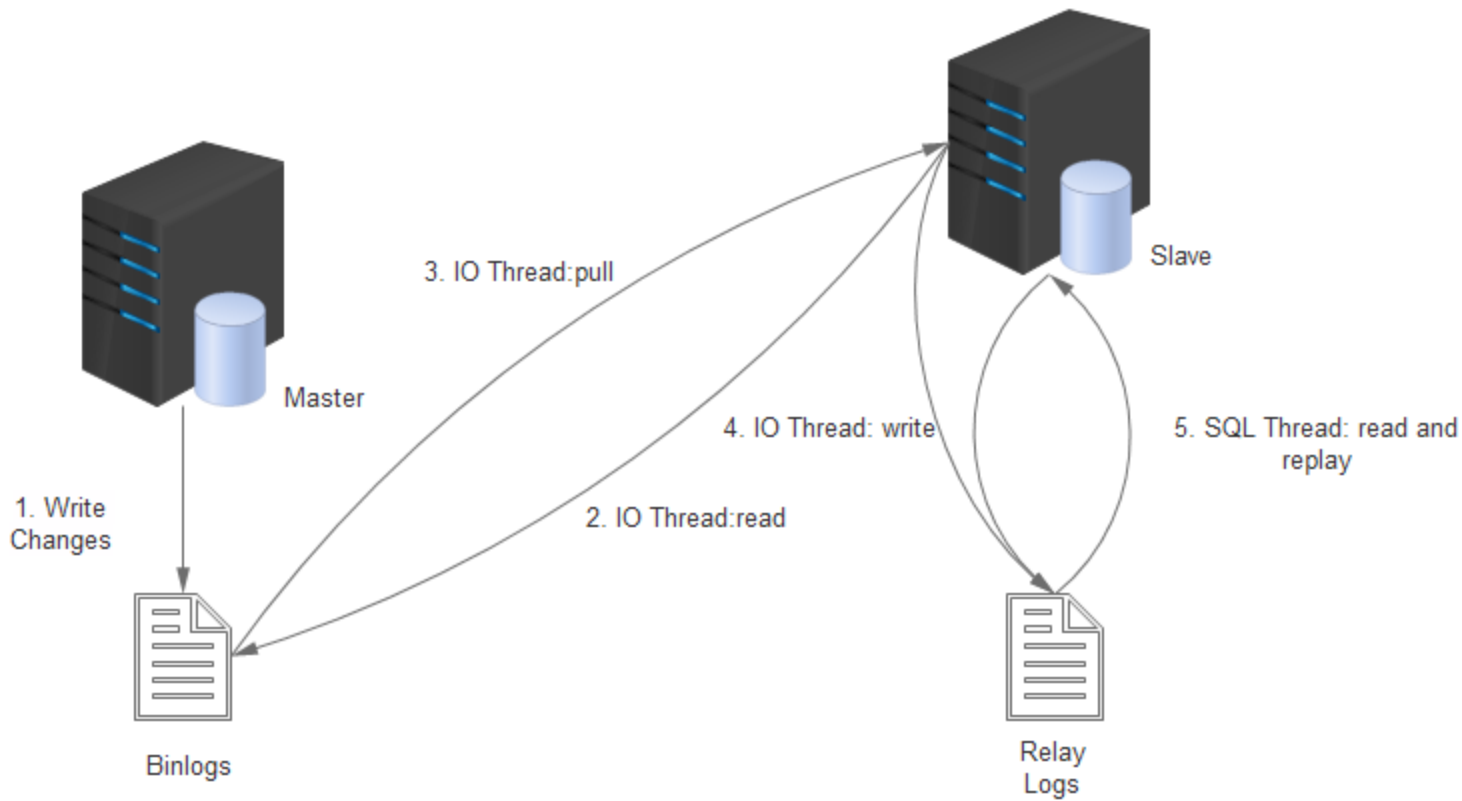 Slave
3. IO Thread:pull
Master
4. IO Thread: write
5. SQL Thread: read and
replay
1. Write
Changes
2. IO Thread:read
Binlogs
Relay
Logs